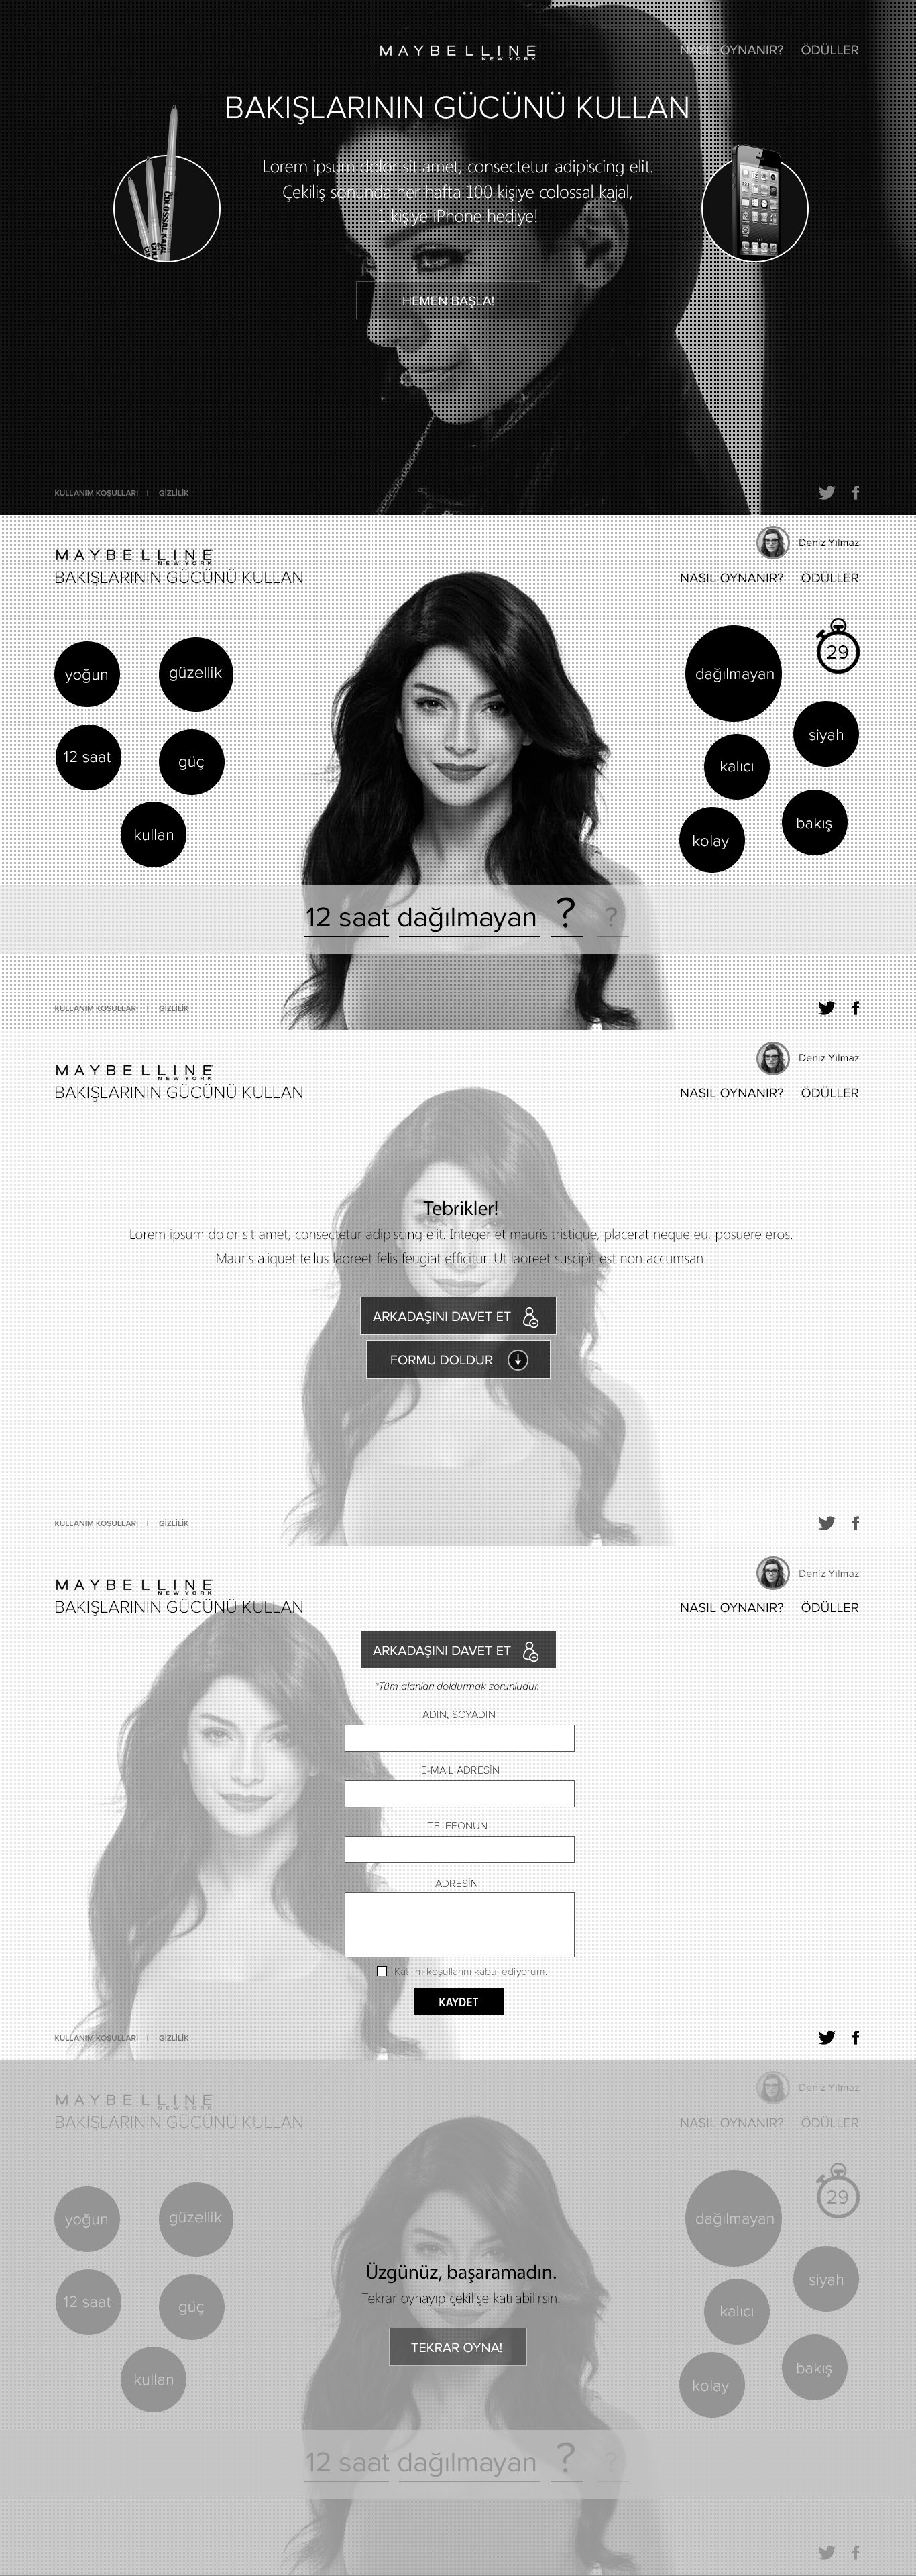 MAYBELLINE
NEW YORK
NASIL OYNANIR? ÖDÜLLER
BAKIŞLARININ GÜCÜNÜ KULLAN
Lorem ipsum dolor sit amet, consectetur adipiscing elit.
Çekiliş sonunda her hafta 100 kişiye colossal kajal,
1 kişiye iPhone hediye!
COLOSSAL KAJAL
HEMEN BAŞLA!
KULLANIM KOŞULLARI | GİZLİLİK
Deniz Yılmaz
MAYBELLINE
NEW YORK
BAKIŞLARININ GÜCÜNÜ KULLAN
NASIL OYNANIR? ÖDÜLLER
yoğun
güzellik
dağılmayan
29
12 saat
güç
kalıcı
siyah
kullan
kolay
bakış
12 saat dağılmayan ? ?
KULLANIM KOŞULLARI | GİZLİLİK
Deniz Yılmaz
MAYBELLINE
NEW YORK
BAKIŞLARININ GÜCÜNÜ KULLAN
NASIL OYNANIR? ÖDÜLLER
Tebrikler!
Lorem ipsum dolor sit amet, consectetur adipiscing elit. Integer et mauris tristique, placerat neque eu, posuere eros.
Mauris aliquet tellus laoreet felis feugiat efficitur. Ut laoreet suscipit est non accumsan.
ARKADAŞINI DAVET ET
FORMU DOLDUR
KULLANIM KOŞULLARI | GİZLİLİK
Deniz Yılmaz
MAYBELLINE
NEW YORK
BAKIŞLARININ GÜCÜNÜ KULLAN
NASIL OYNANIR? ÖDÜLLER
ARKADAŞINI DAVET ET
*Tüm alanları doldurmak zorunludur.
ADIN, SOYADIN
E-MAIL ADRESİN
TELEFONUN
ADRESİN
Katılım koşullarını kabul ediyorum.
KAYDET
KULLANIM KOŞULLARI | GİZLİLİK
Deniz Yılmaz
MAYBELLINE
NEW YORK
BAKIŞLARININ GÜCÜNÜ KULLAN
NASIL OYNANIR? ÖDÜLLER
yoğun
güzellik
dağılmayan
29
12 saat
güç
kalıcı
siyah
kullan
kolay
bakış
Üzgünüz, başaramadın.
Tekrar oynayıp çekilişe katılabilirsin.
TEKRAR OYNA!
12 saat dağılmayan ? ?